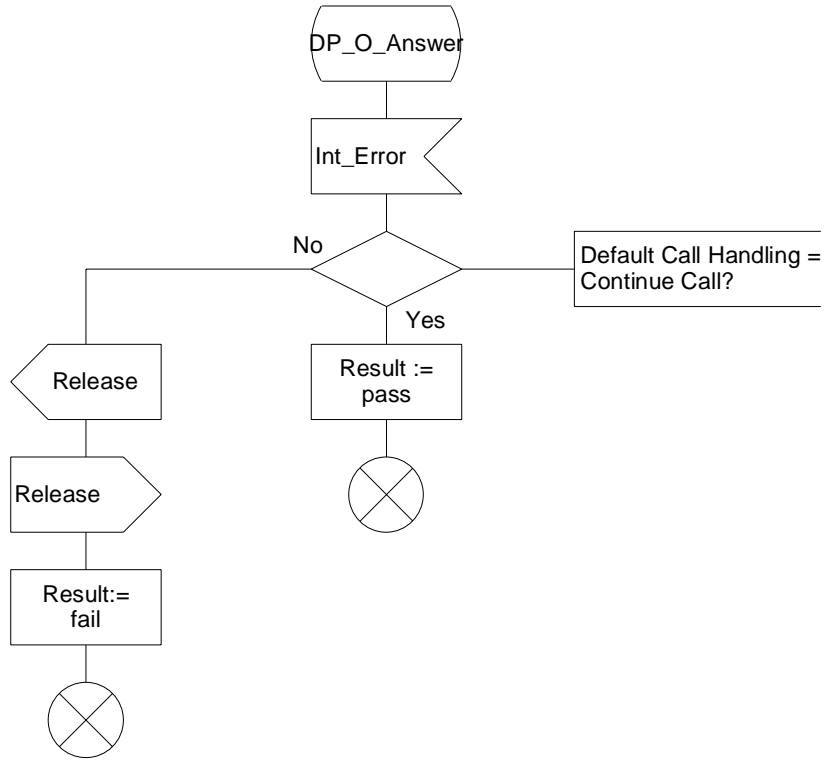 DP_O_Answer
Int_Error
No
Default Call Handling =
Continue Call?
Yes
Release
Result :=
pass
Release
Result:=
fail